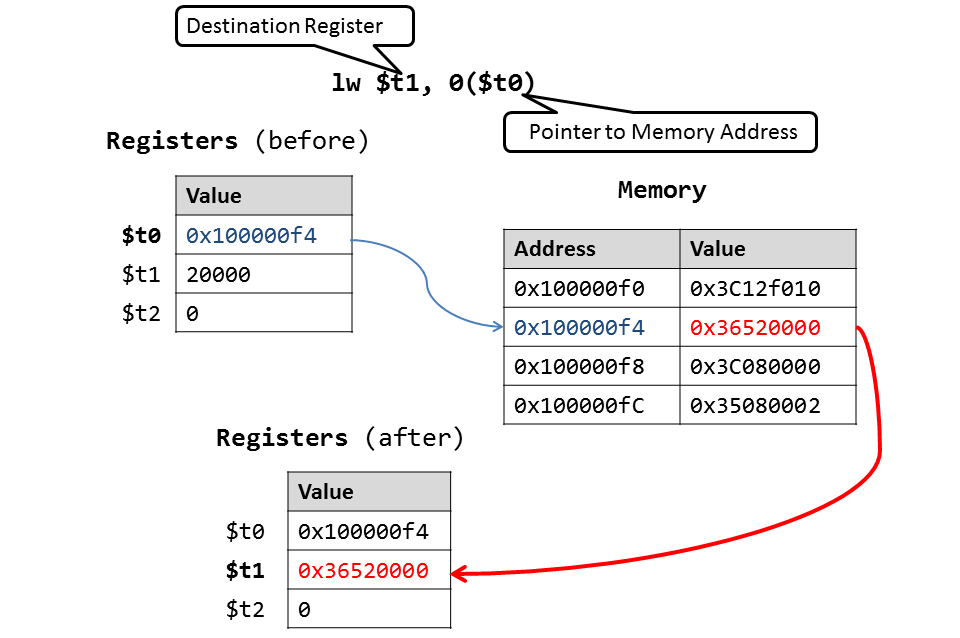 Destination Register
lw $t1, 0($t0)
Pointer to Memory Address
Registers (before)
Value
$t0 0x100000f4
$t1 20000
$t2 0
Memory
Address Value
0x100000f0 0x3C12f010
0x100000f4 0x36520000
0x100000f8 0x3C080000
0x100000fC 0x35080002
Registers (after)
Value
$t0 0x100000f4
$t1 0x36520000
$t2 0